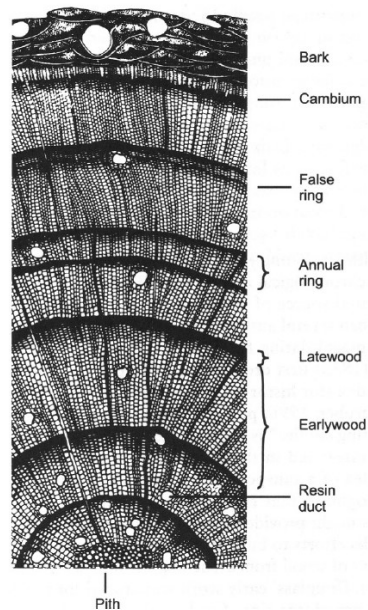 Bark
Cambium
False
ring
Annual
ring
Latewood
Earlywood
Resin
duct
Pith